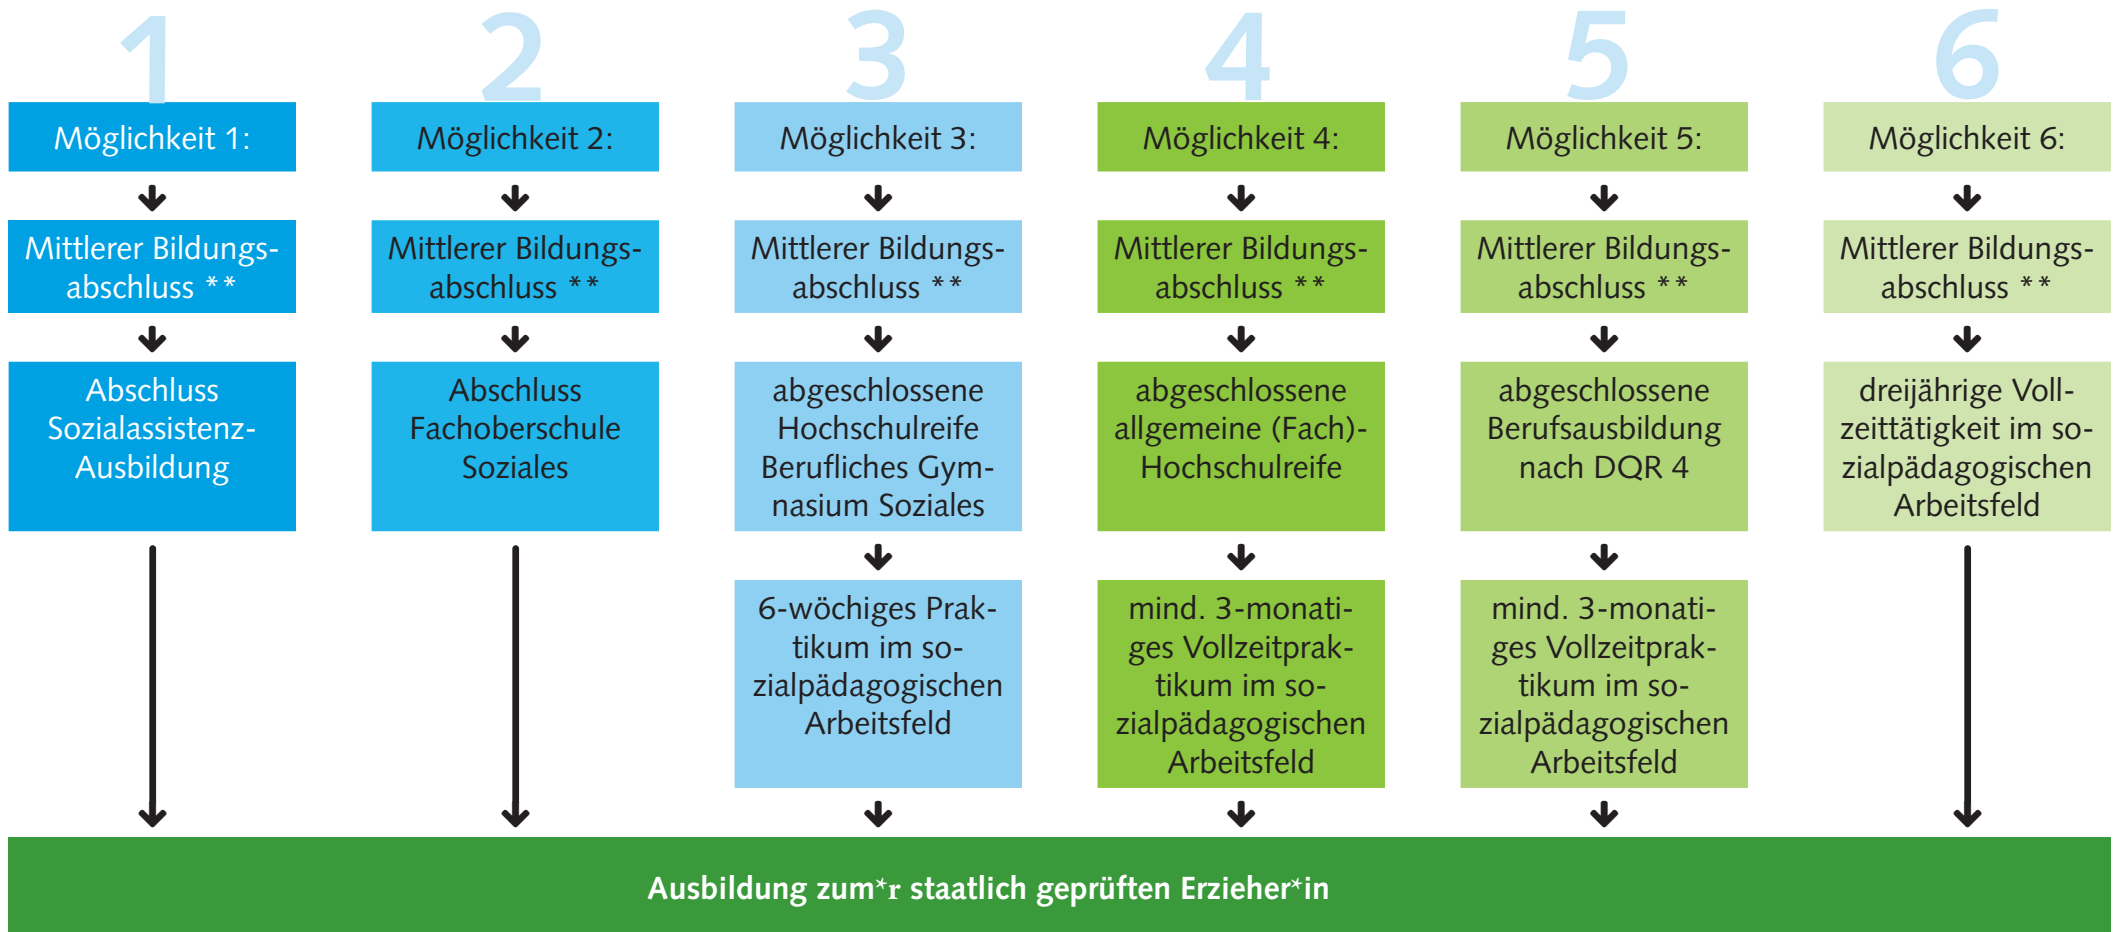 1
Möglichkeit 1:
Mittlerer Bildungs-
abschluss **
Abschluss
Sozialassistenz-
Ausbildung
2
Möglichkeit 2:
Mittlerer Bildungs-
abschluss **
Abschluss
Fachoberschule
Soziales
3
Möglichkeit 3:
Mittlerer Bildungs-
abschluss **
abgeschlossene
Hochschulreife
Berufliches Gym-
nasium Soziales
6-wöchiges Prak-
tikum im so-
zialpädagogischen
Arbeitsfeld
4
Möglichkeit 4:
Mittlerer Bildungs-
abschluss **
abgeschlossene
allgemeine (Fach)-
Hochschulreife
mind. 3-monati-
ges Vollzeitprak-
tikum im so-
zialpädagogischen
Arbeitsfeld
5
Möglichkeit 5:
Mittlerer Bildungs-
abschluss **
abgeschlossene
Berufsausbildung
nach DQR 4
mind. 3-monati-
ges Vollzeitprak-
tikum im so-
zialpädagogischen
Arbeitsfeld
6
Möglichkeit 6:
Mittlerer Bildungs-
abschluss **
dreijährige Voll-
zeittätigkeit im so-
zialpädagogischen
Arbeitsfeld
Ausbildung zum*r staatlich geprüften Erzieher*in